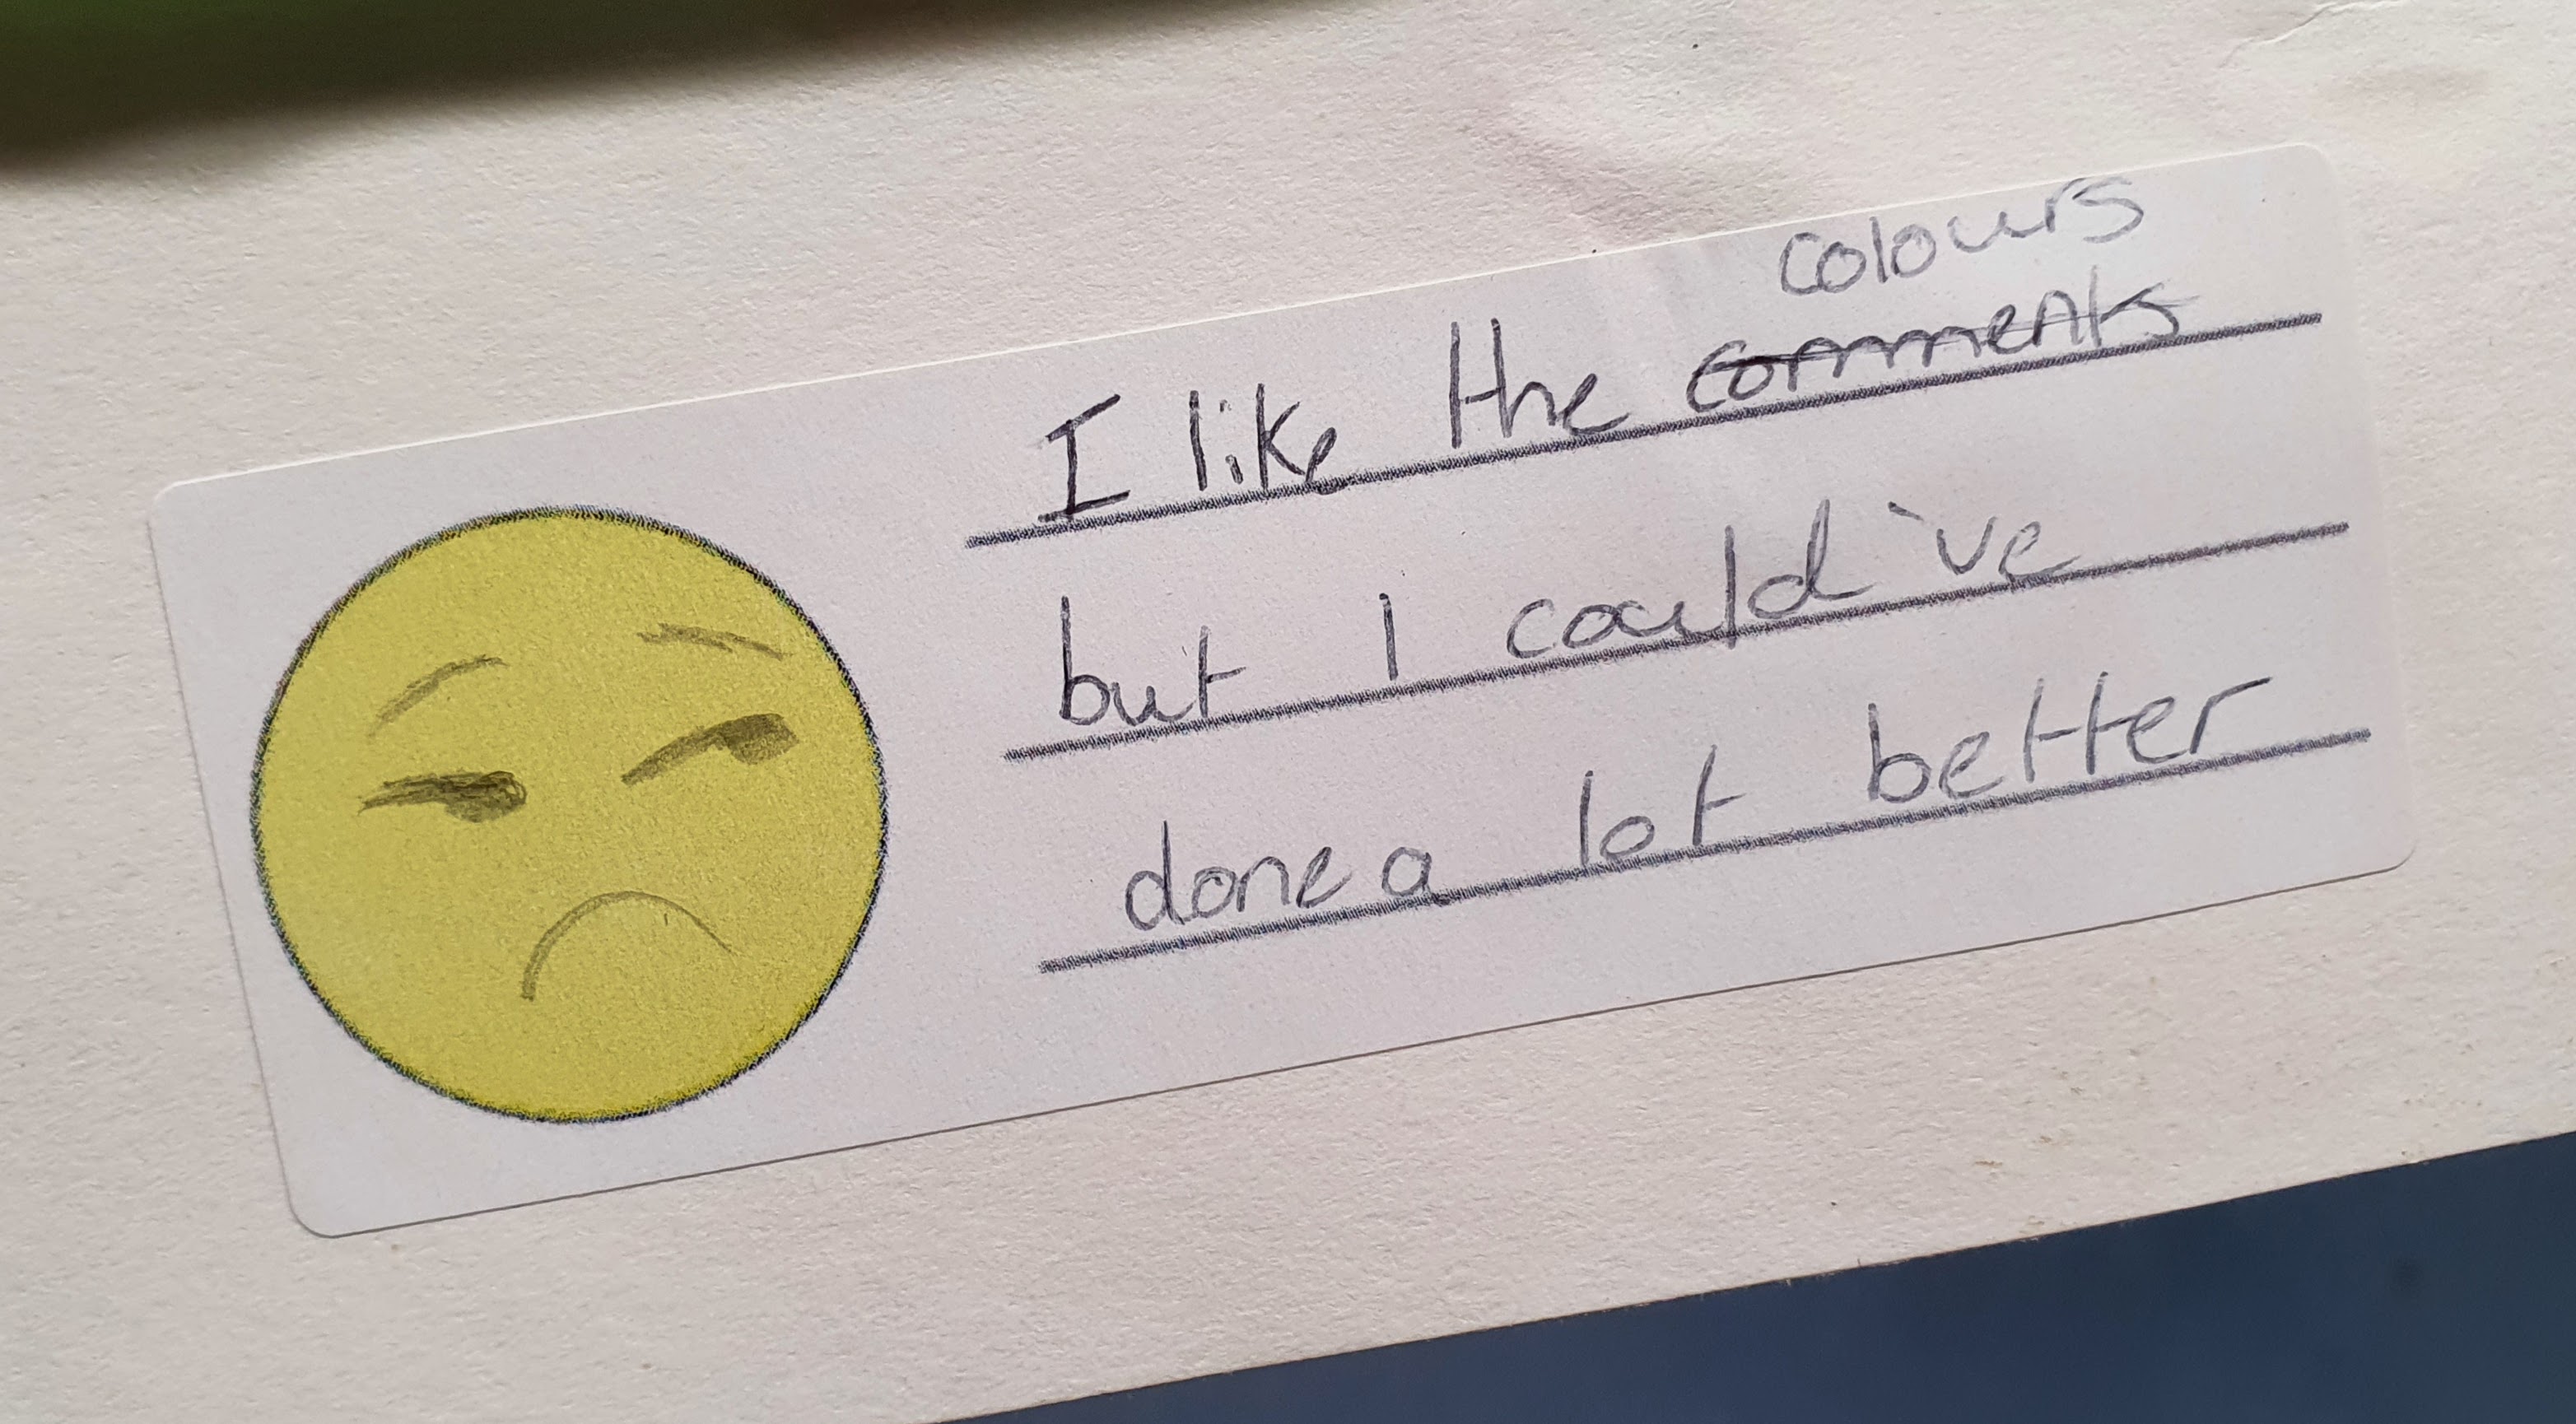 colours
I like the comments
but I could've
done a lot better